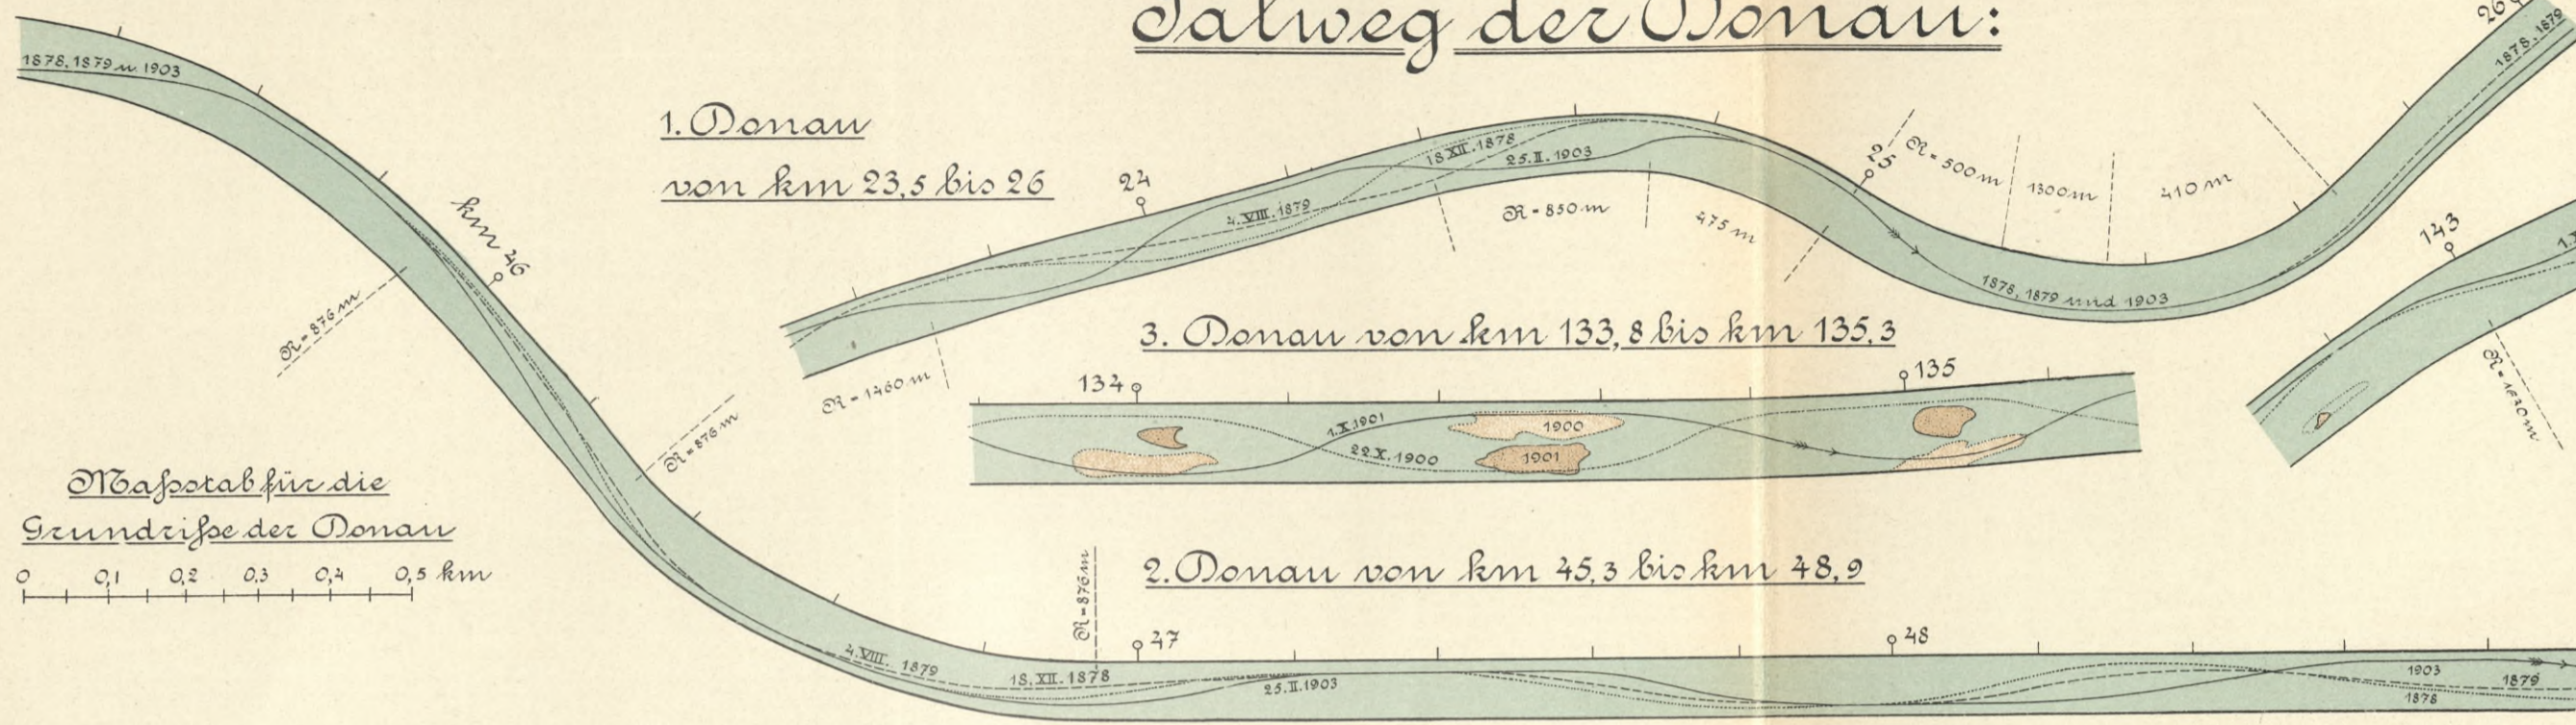 Talweg der Donau:
1878, 1879 u. 1903
km 46
R = 876 m
R = 876 m
1. Donau
von km 23,5 bis 26
24
18.XII.1878
25.II.1903
4.VIII.1879
R = 1460 m
R = 850 m
475 m
25
R = 500 m
1300 m
410 m
1878, 1879 und 1903
26
1878, 1879
143
3. Donau von km 133,8 bis km 135,3
134
135
1.X.1901
22.X.1900
1900
1901
Maßstab für die
Grundriße der Donau
0 0,1 0,2 0,3 0,4 0,5 km
2. Donau von km 45,3 bis km 48,9
R = 876 m
47
48
4.VIII. 1879
18.XII.1878
25.II.1903
1903
1879
1878